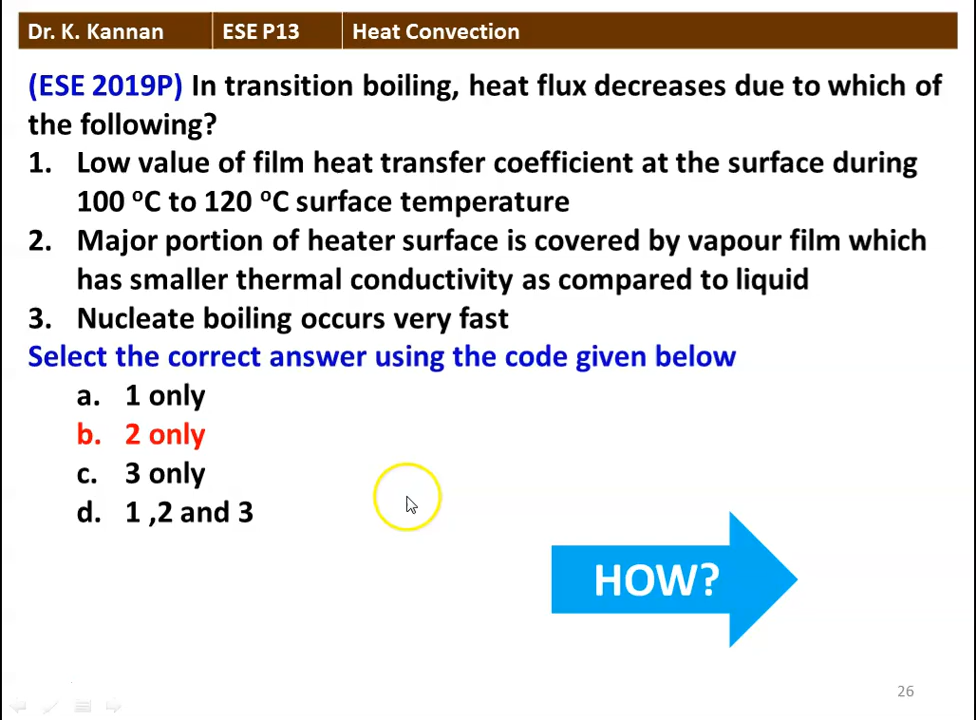 Dr. K. Kannan ESE P13 Heat Convection
(ESE 2019P) In transition boiling, heat flux decreases due to which of
the following?
1. Low value of film heat transfer coefficient at the surface during
100 ᵒC to 120 ᵒC surface temperature
2. Major portion of heater surface is covered by vapour film which
has smaller thermal conductivity as compared to liquid
3. Nucleate boiling occurs very fast
Select the correct answer using the code given below
a. 1 only
b. 2 only
c. 3 only
d. 1 ,2 and 3
HOW?
26